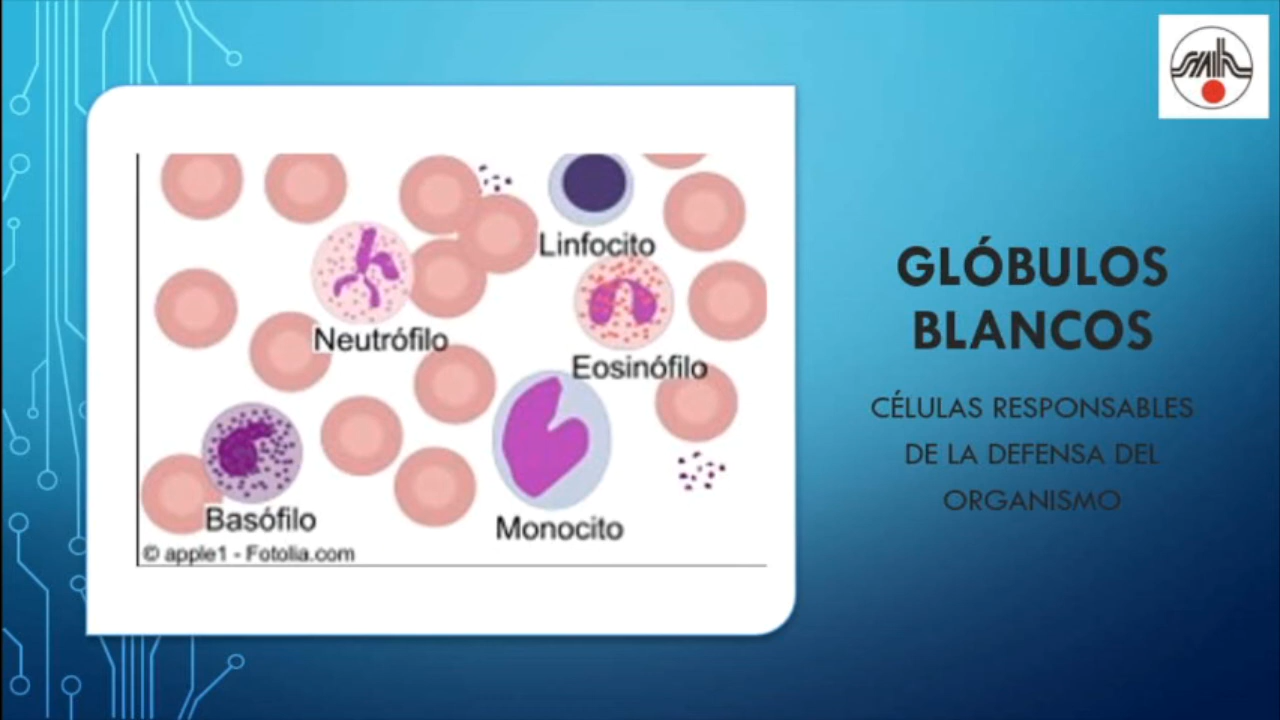 Linfocito
Neutrófilo
Eosinófilo
Basófilo
Monocito
© apple1 - Fotolia.com
GLÓBULOS
BLANCOS
CÉLULAS RESPONSABLES
DE LA DEFENSA DEL
ORGANISMO